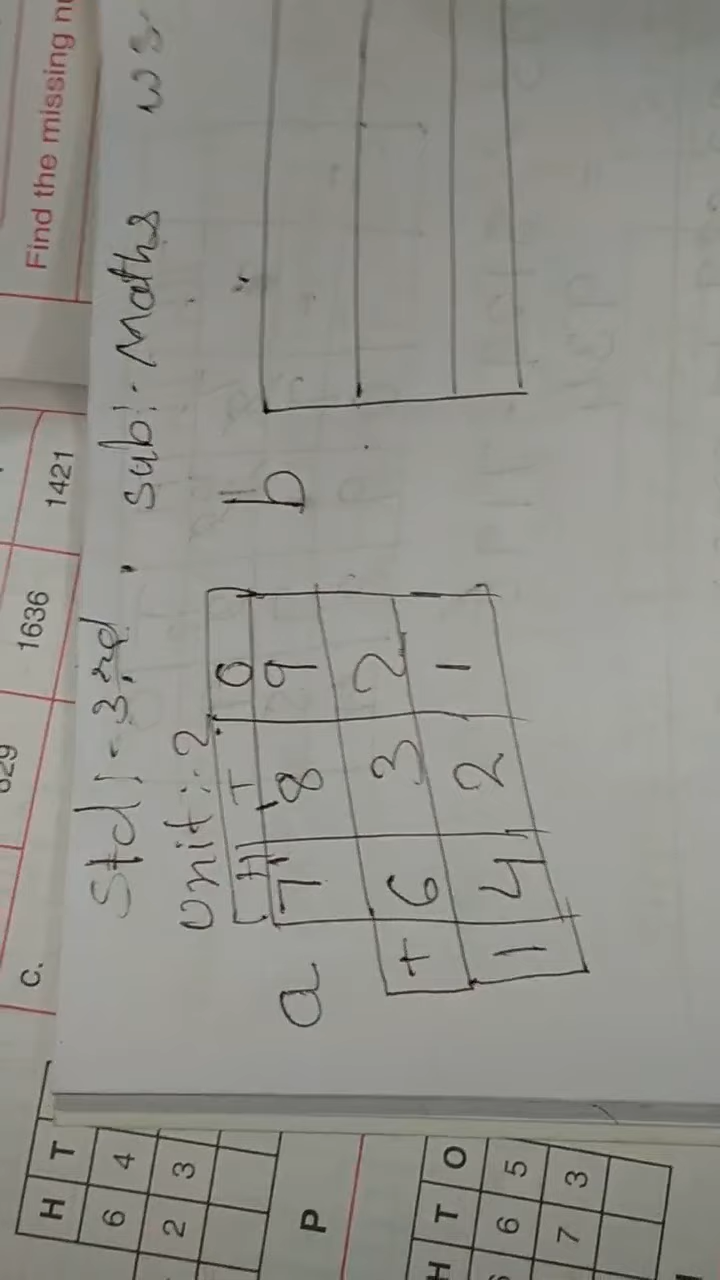 Find the missing
1636 1421
C.
Std :- 3rd . Sub :- Maths
Unit :- 2
a
H T O
7 8 9
+ 6 3 2
1 4 2 1
b
H T
6 4
2 3
P
H T O
6 5
7 3